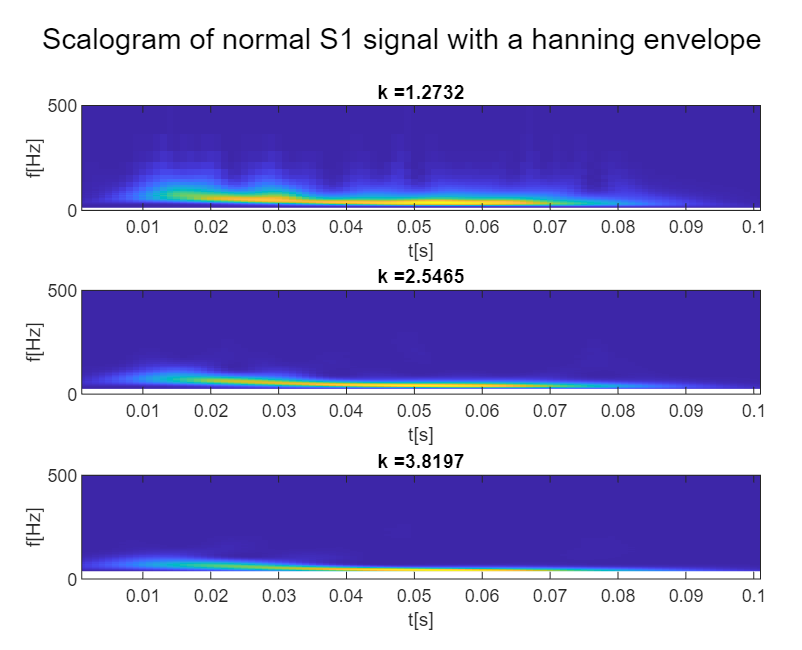 Scalogram of normal S1 signal with a hanning envelope
k =1.2732
500
f[Hz]
0
0.01 0.02 0.03 0.04 0.05 0.06 0.07 0.08 0.09 0.1
t[s]
k =2.5465
500
f[Hz]
0
0.01 0.02 0.03 0.04 0.05 0.06 0.07 0.08 0.09 0.1
t[s]
k =3.8197
500
f[Hz]
0
0.01 0.02 0.03 0.04 0.05 0.06 0.07 0.08 0.09 0.1
t[s]